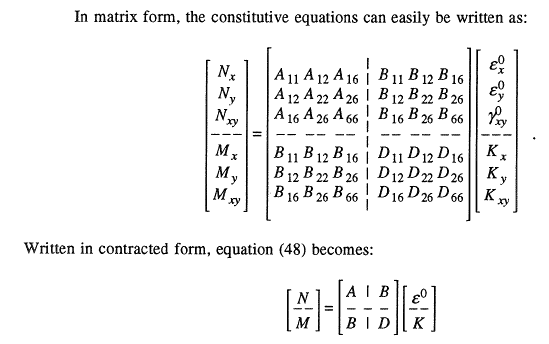 In matrix form, the constitutive equations can easily be written as:
N_x A_11 A_12 A_16 | B_11 B_12 B_16 ε_x^0
N_y A_12 A_22 A_26 | B_12 B_22 B_26 ε_y^0
N_xy A_16 A_26 A_66 | B_16 B_26 B_66 γ_xy^0
--- = -- -- -- -- -- -- --- .
M_x B_11 B_12 B_16 | D_11 D_12 D_16 K_x
M_y B_12 B_22 B_26 | D_12 D_22 D_26 K_y
M_xy B_16 B_26 B_66 | D_16 D_26 D_66 K_xy
Written in contracted form, equation (48) becomes:
[N/M] = [A | B / B | D] [ε^0/K]